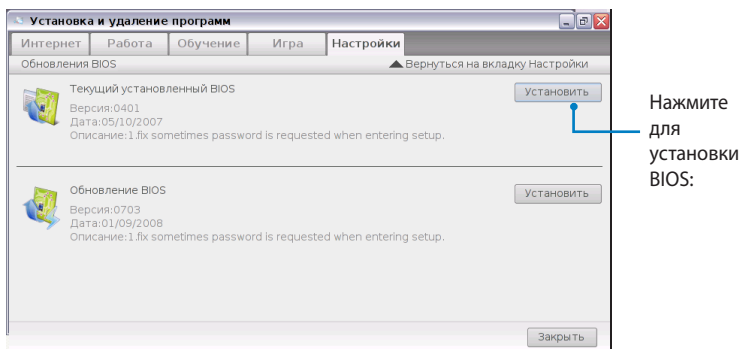 Установка и удаление программ
Интернет Работа Обучение Игра Настройки
Обновления BIOS Вернуться на вкладку Настройки
Текущий установленный BIOS
Установить
Версия:0401
Дата:05/10/2007
Описание:1.fix sometimes password is requested when entering setup.
Обновление BIOS
Установить
Версия:0703
Дата:01/09/2008
Описание:1.fix sometimes password is requested when entering setup.
Закрыть
Нажмите
для
установки
BIOS: